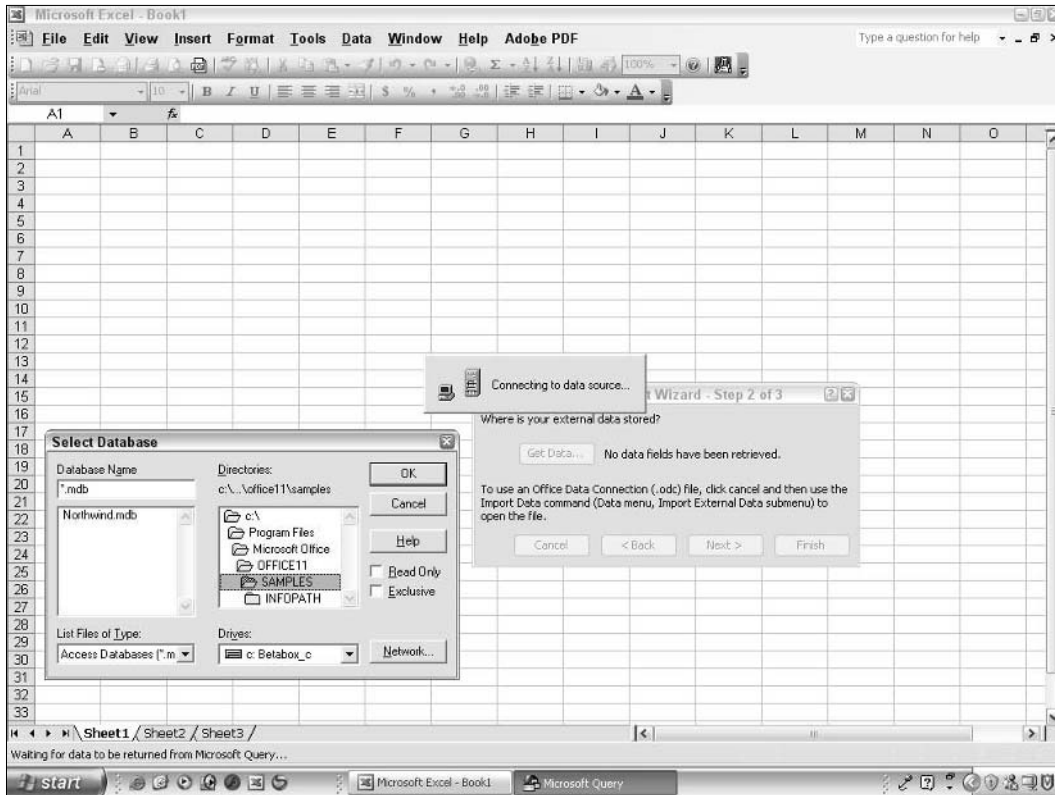 Microsoft Excel - Book1
File Edit View Insert Format Tools Data Window Help Adobe PDF
Type a question for help
100%
Arial 10 B I U $ % , A
A1 fx
A B C D E F G H I J K L M N O
1
2
3
4
5
6
7
8
9
10
11
12
13
14
15
16
17
18
19
20
21
22
23
24
25
26
27
28
29
30
31
32
33
Connecting to data source...
t Wizard - Step 2 of 3
Where is your external data stored?
Get Data... No data fields have been retrieved.
To use an Office Data Connection (.odc) file, click cancel and then use the
Import Data command (Data menu, Import External Data submenu) to
open the file.
Cancel < Back Next > Finish
Select Database
Database Name
*.mdb
Northwind.mdb
List Files of Type:
Access Databases (*.m
Directories:
c:\...\office11\samples
c:\
Program Files
Microsoft Office
OFFICE11
SAMPLES
INFOPATH
Drives:
c: Betabox_c
OK
Cancel
Help
Read Only
Exclusive
Network...
Sheet1 / Sheet2 / Sheet3 /
Waiting for data to be returned from Microsoft Query...
start
Microsoft Excel - Book1
Microsoft Query